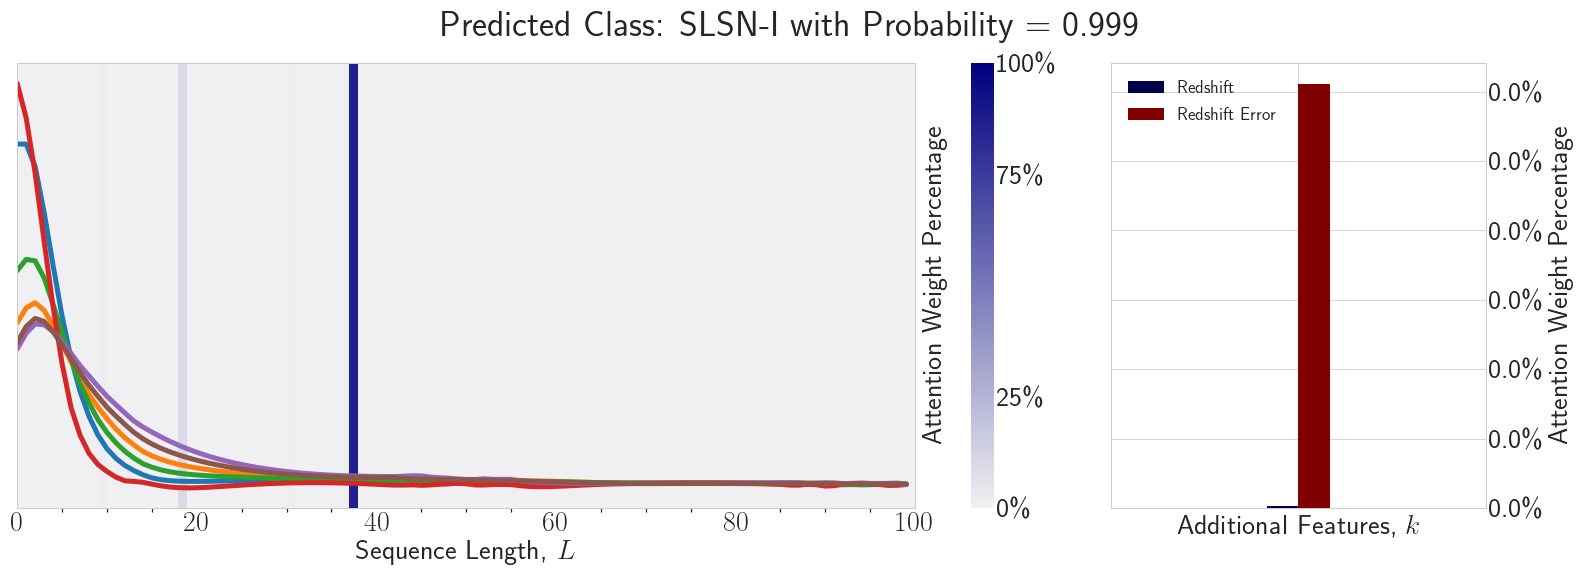 Predicted Class: SLSN-I with Probability = 0.999
0
20
40
60
80
100
Sequence Length, L
Attention Weight Percentage
100%
75%
25%
0%
Redshift
Redshift Error
0.0%
0.0%
0.0%
0.0%
0.0%
0.0%
0.0%
Attention Weight Percentage
Additional Features, k